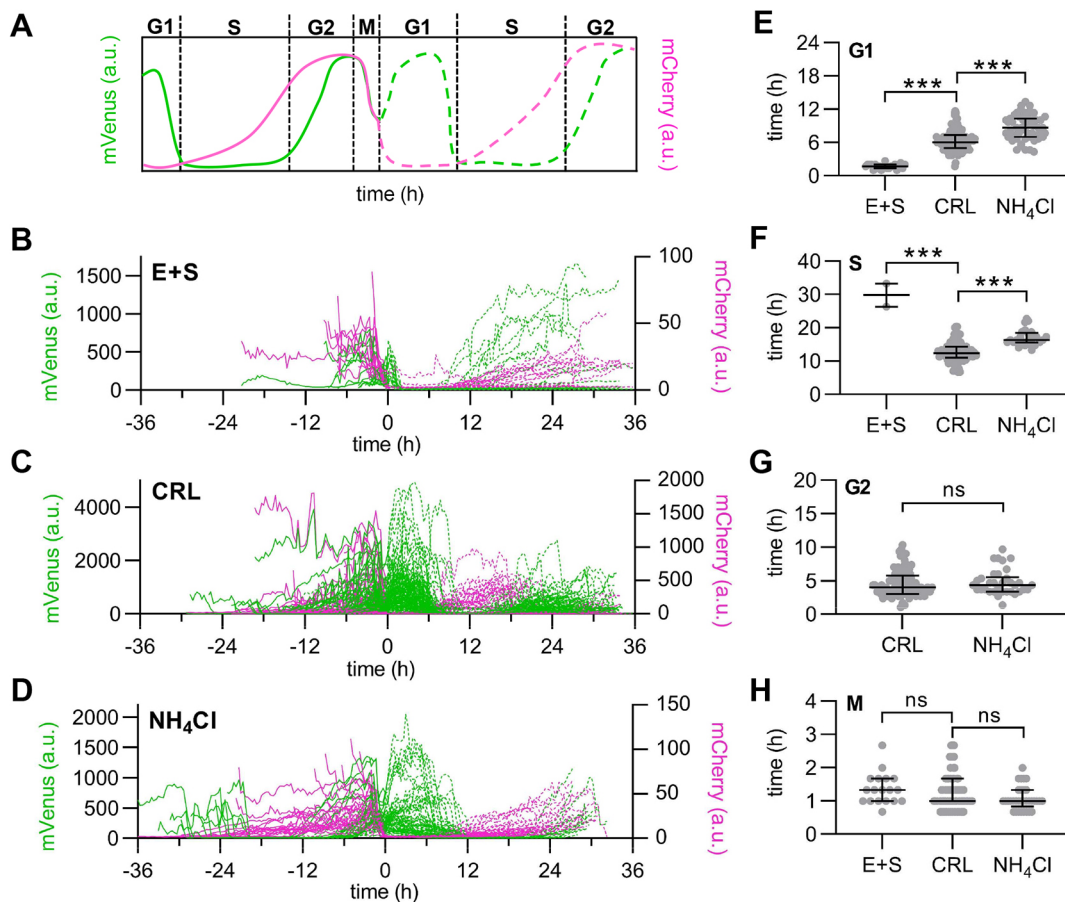 A
G1 S G2 M G1 S G2
mVenus (a.u.)
mCherry (a.u.)
time (h)
B
E+S
mVenus (a.u.)
1500
1000
500
0
100
50
0
mCherry (a.u.)
-36 -24 -12 0 12 24 36
time (h)
C
CRL
mVenus (a.u.)
4000
2000
0
2000
1500
1000
500
0
mCherry (a.u.)
-36 -24 -12 0 12 24 36
time (h)
D
NH₄Cl
mVenus (a.u.)
2000
1500
1000
500
0
150
100
50
0
mCherry (a.u.)
-36 -24 -12 0 12 24 36
time (h)
E
G1
time (h)
24
18
12
6
0
*** ***
E+S CRL NH₄Cl
F
S
time (h)
40
30
20
10
0
*** ***
E+S CRL NH₄Cl
G
G2
time (h)
20
15
10
5
0
ns
CRL NH₄Cl
H
M
time (h)
4
3
2
1
0
ns ns
E+S CRL NH₄Cl